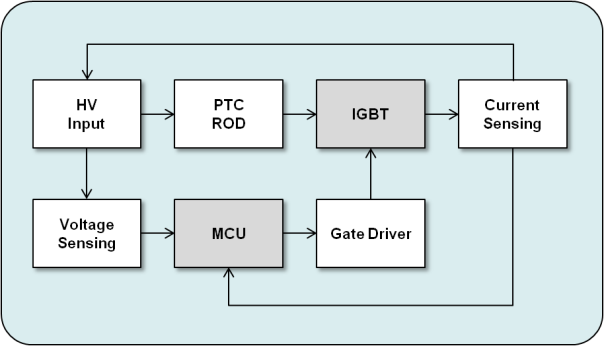 HV
Input
PTC
ROD
IGBT
Current
Sensing
Voltage
Sensing
MCU
Gate Driver